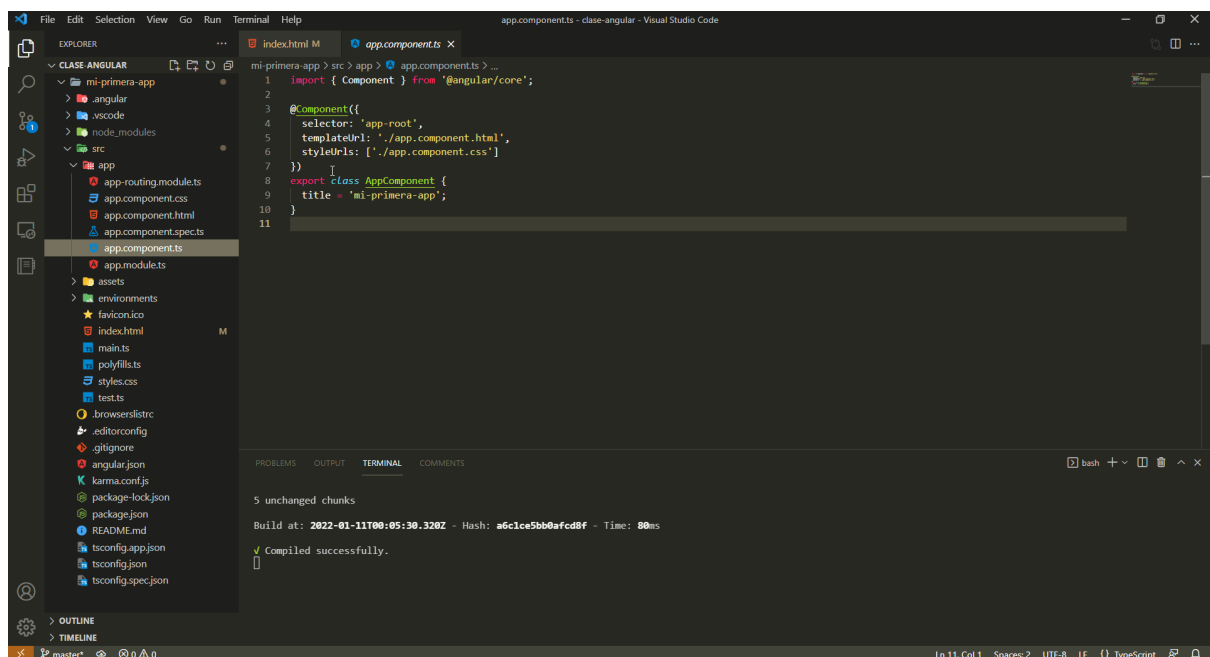 File Edit Selection View Go Run Terminal Help
app.component.ts - clase-angular - Visual Studio Code
EXPLORER
index.html M
app.component.ts
CLASE-ANGULAR
mi-primera-app > src > app > app.component.ts > ...
mi-primera-app
.angular
.vscode
node_modules
src
app
app-routing.module.ts
app.component.css
app.component.html
app.component.spec.ts
app.component.ts
app.module.ts
assets
environments
favicon.ico
index.html M
main.ts
polyfills.ts
styles.css
test.ts
.browserslistrc
.editorconfig
.gitignore
angular.json
karma.conf.js
package-lock.json
package.json
README.md
tsconfig.app.json
tsconfig.json
tsconfig.spec.json
OUTLINE
TIMELINE
1 import { Component } from '@angular/core';
2
3 @Component({
4 selector: 'app-root',
5 templateUrl: './app.component.html',
6 styleUrls: ['./app.component.css']
7 })
8 export class AppComponent {
9 title = 'mi-primera-app';
10 }
11
PROBLEMS OUTPUT TERMINAL COMMENTS
bash
5 unchanged chunks
Build at: 2022-01-11T00:05:30.320Z - Hash: a6c1ce5bb0afcd8f - Time: 80ms
√ Compiled successfully.
master* 0 0
Ln 11, Col 1 Spaces: 2 UTF-8 LF {} TypeScript